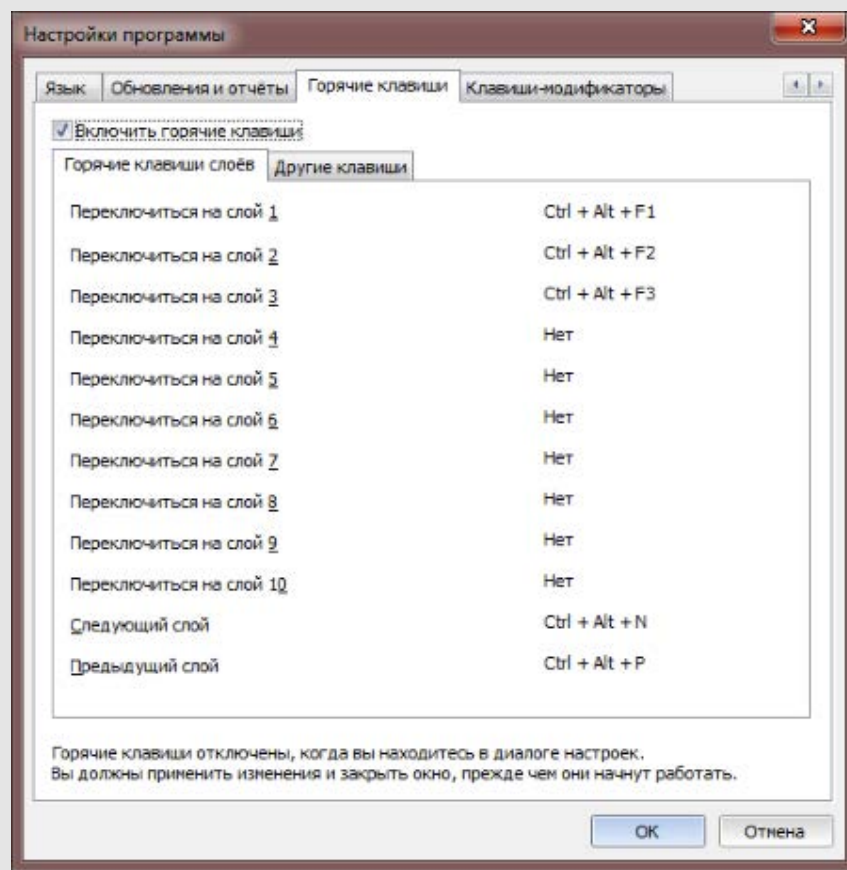 Настройки программы
Язык Обновления и отчёты Горячие клавиши Клавиши-модификаторы
Включить горячие клавиши
Горячие клавиши слоёв Другие клавиши
Переключиться на слой 1 Ctrl + Alt + F1
Переключиться на слой 2 Ctrl + Alt + F2
Переключиться на слой 3 Ctrl + Alt + F3
Переключиться на слой 4 Нет
Переключиться на слой 5 Нет
Переключиться на слой 6 Нет
Переключиться на слой 7 Нет
Переключиться на слой 8 Нет
Переключиться на слой 9 Нет
Переключиться на слой 10 Нет
Следующий слой Ctrl + Alt + N
Предыдущий слой Ctrl + Alt + P
Горячие клавиши отключены, когда вы находитесь в диалоге настроек.
Вы должны применить изменения и закрыть окно, прежде чем они начнут работать.
OK Отмена